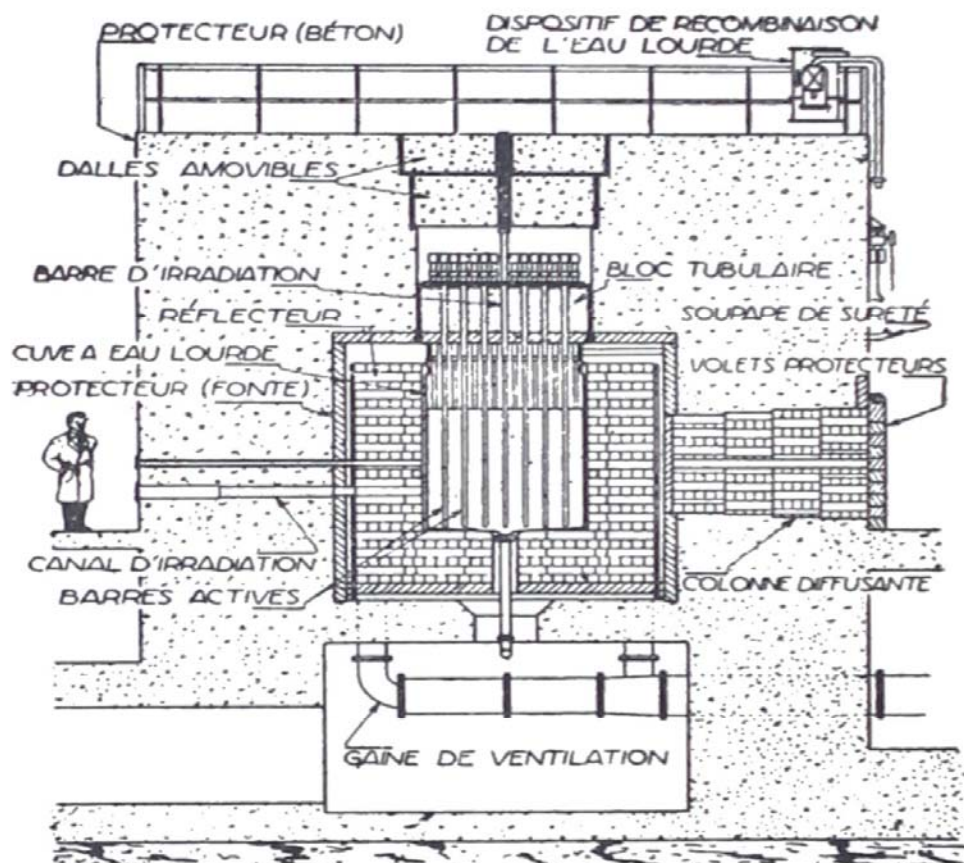 PROTECTEUR (BÉTON)
DISPOSITIF DE RECOMBINAISON
DE L'EAU LOURDE
DALLES AMOVIBLES
BARRE D'IRRADIATION
BLOC TUBULAIRE
RÉFLECTEUR
SOUPAPE DE SURETÉ
CUVE A EAU LOURDE
VOLETS PROTECTEURS
PROTECTEUR (FONTE)
CANAL D'IRRADIATION
COLONNE DIFFUSANTE
BARRES ACTIVES
GAINE DE VENTILATION